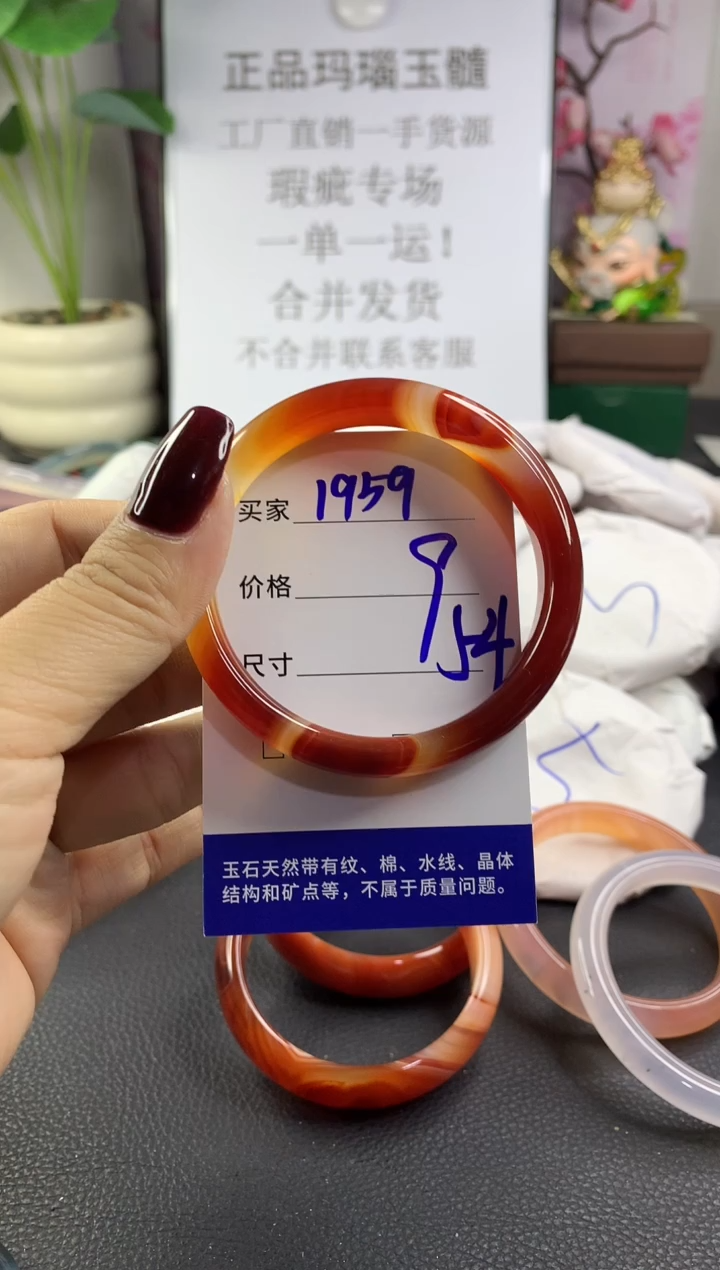 正品玛瑙玉髓
工厂直销一手货源
瑕疵专场
一单一运！
合并发货
不合并联系客服
买家 1959
价格 9
尺寸 54
玉石天然带有纹、棉、水线、晶体
结构和矿点等，不属于质量问题。